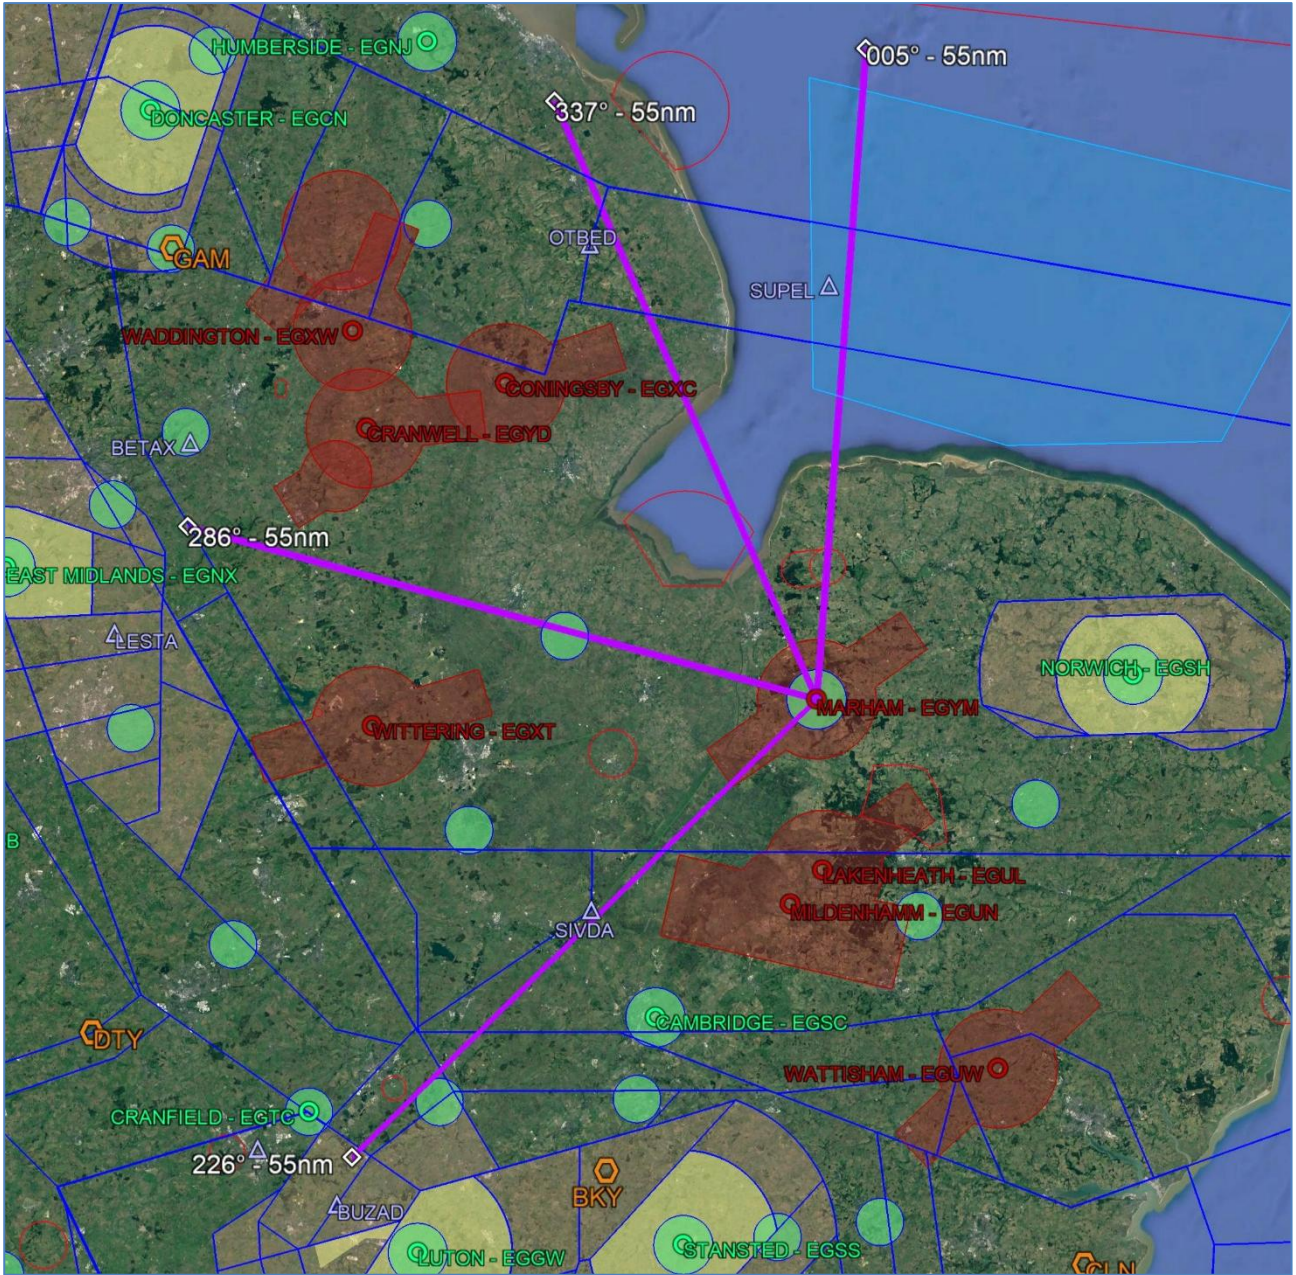 HUMBERSIDE - EGNJ
005° - 55nm
337° - 55nm
DONCASTER - EGCN
OTBED
GAM
SUPEL
WADDINGTON - EGXW
CONINGSBY - EGXC
CRANWELL - EGYD
BETAX
286° - 55nm
EAST MIDLANDS - EGNX
LESTA
NORWICH - EGSH
MARHAM - EGYM
WITTERING - EGXT
B
LAKENHEATH - EGUL
MILDENHAMM - EGUN
SIVDA
CAMBRIDGE - EGSC
DTY
WATTISHAM - EGUW
CRANFIELD - EGTC
226° - 55nm
BKY
BUZAD
LUTON - EGGW
STANSTED - EGSS
CLN